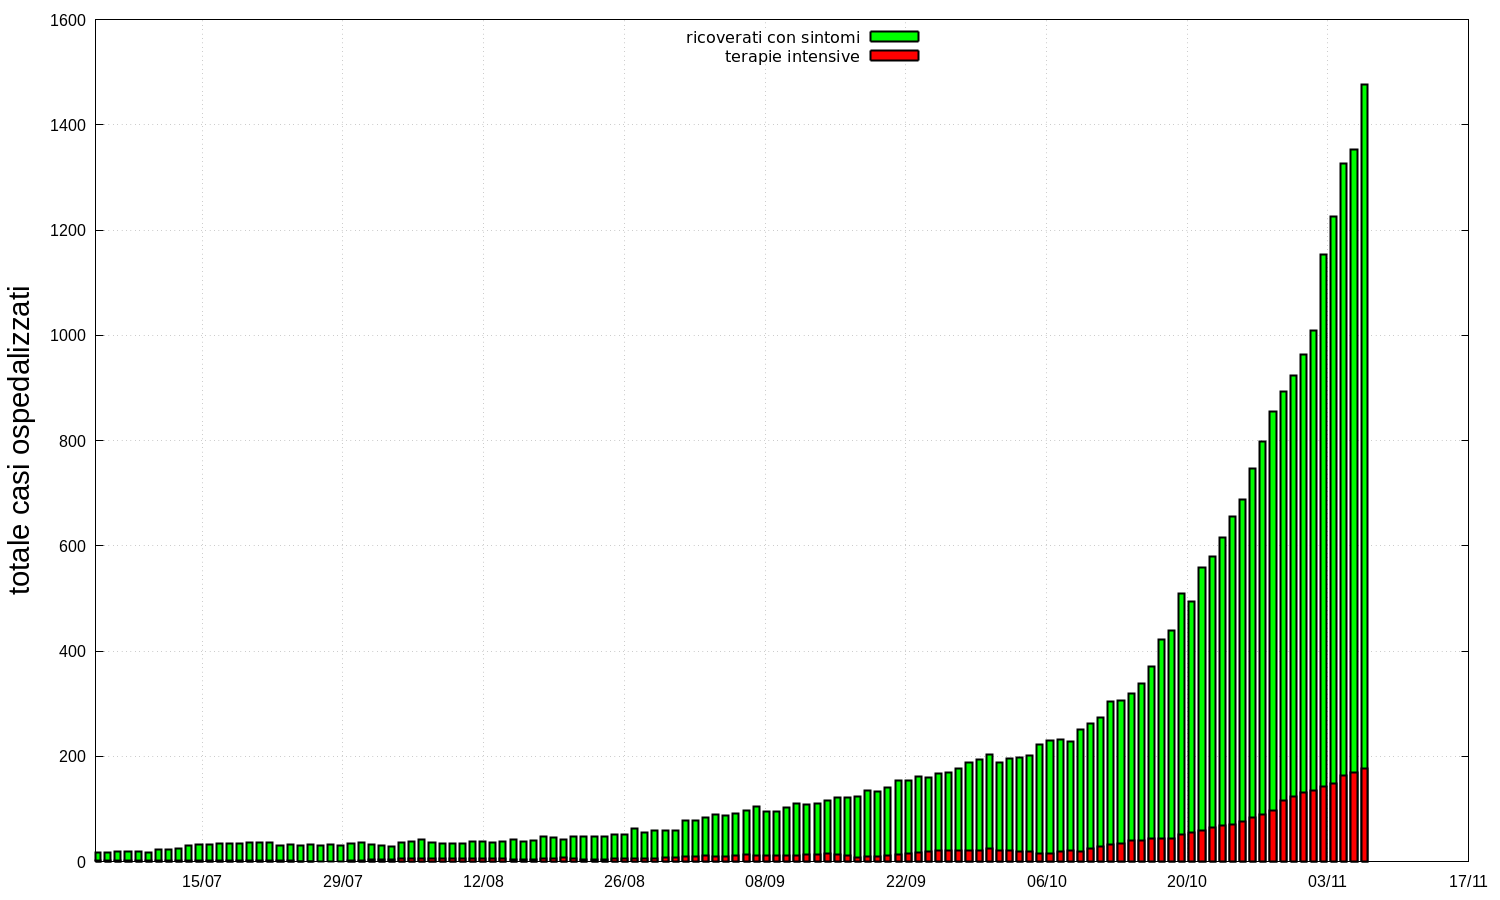 1600
ricoverati con sintomi
terapie intensive
1400
1200
1000
800
600
400
200
0
totale casi ospedalizzati
15/07 29/07 12/08 26/08 08/09 22/09 06/10 20/10 03/11 17/11